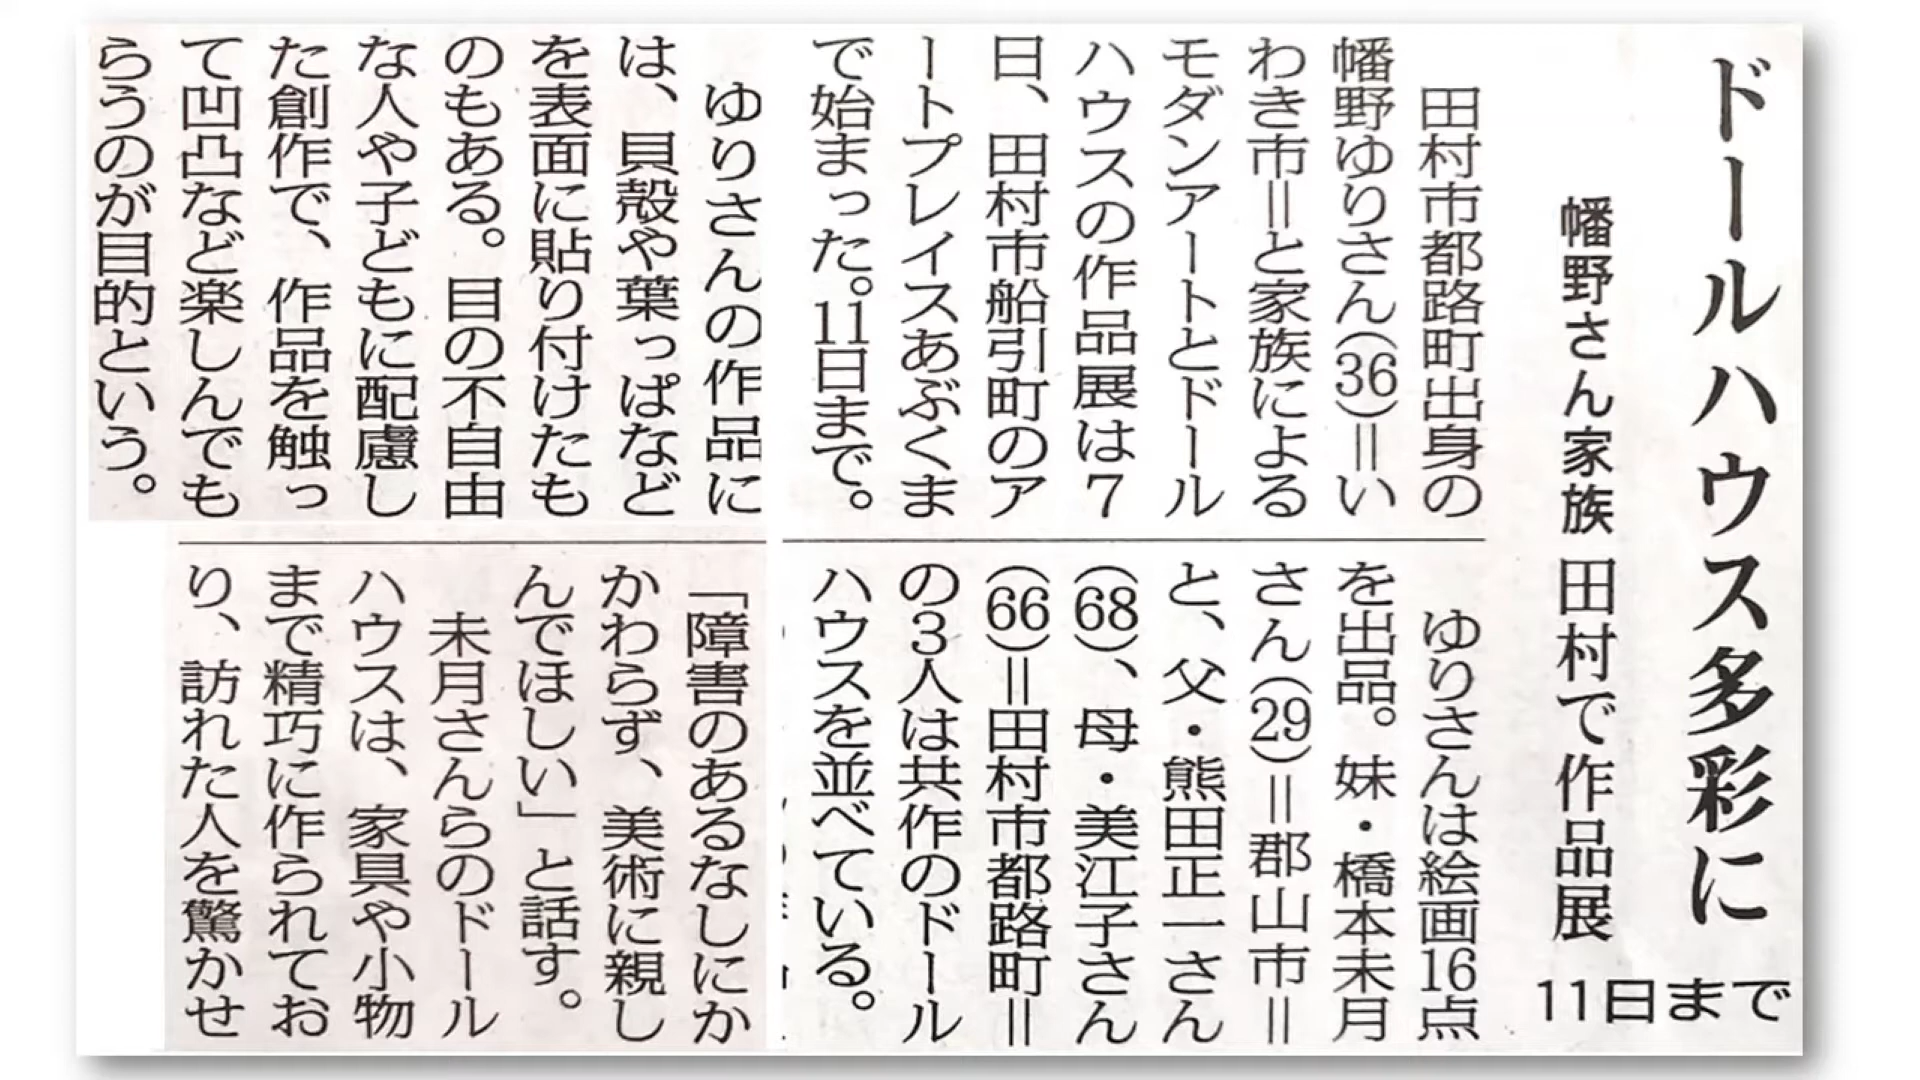 ドールハウス多彩に
幡野さん家族 田村で作品展
11日まで
田村市都路町出身の
幡野ゆりさん(36)＝い
わき市＝と家族による
モダンアートとドール
ハウスの作品展は7
日、田村市船引町のア
ートプレイスあぶくま
で始まった。11日まで。
ゆりさんは絵画16点
を出品。妹・橋本未月
さん(29)＝郡山市＝
と、父・熊田正一さん
(68)、母・美江子さん
(66)＝田村市都路町＝
の3人は共作のドール
ハウスを並べている。
ゆりさんの作品に
は、貝殻や葉っぱなど
を表面に貼り付けたも
のもある。目の不自由
な人や子どもに配慮し
た創作で、作品を触っ
て凹凸など楽しんでも
らうのが目的という。
「障害のあるなしにか
かわらず、美術に親し
んでほしい」と話す。
未月さんらのドール
ハウスは、家具や小物
まで精巧に作られてお
り、訪れた人を驚かせ